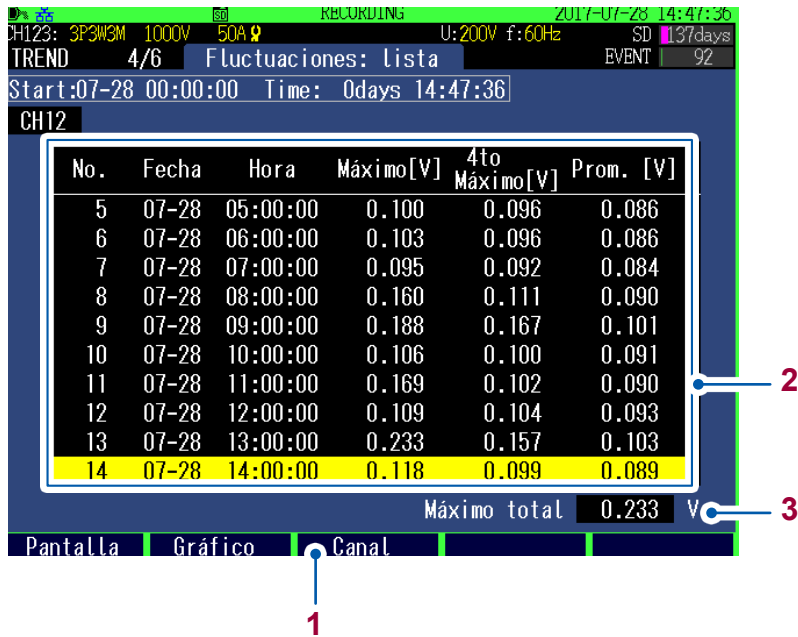 SD RECORDING 2017-07-28 14:47:36
CH123: 3P3W3M 1000V 50A U:200V f:60Hz SD 137days
TREND 4/6 Fluctuaciones: lista EVENT 92
Start:07-28 00:00:00 Time: 0days 14:47:36
CH12
No. Fecha Hora Máximo[V] 4to Máximo[V] Prom. [V]
5 07-28 05:00:00 0.100 0.096 0.086
6 07-28 06:00:00 0.103 0.096 0.086
7 07-28 07:00:00 0.095 0.092 0.084
8 07-28 08:00:00 0.160 0.111 0.090
9 07-28 09:00:00 0.188 0.167 0.101
10 07-28 10:00:00 0.106 0.100 0.091
11 07-28 11:00:00 0.169 0.102 0.090
2
12 07-28 12:00:00 0.109 0.104 0.093
13 07-28 13:00:00 0.233 0.157 0.103
14 07-28 14:00:00 0.118 0.099 0.089
Máximo total 0.233 V 3
Pantalla Gráfico Canal
1